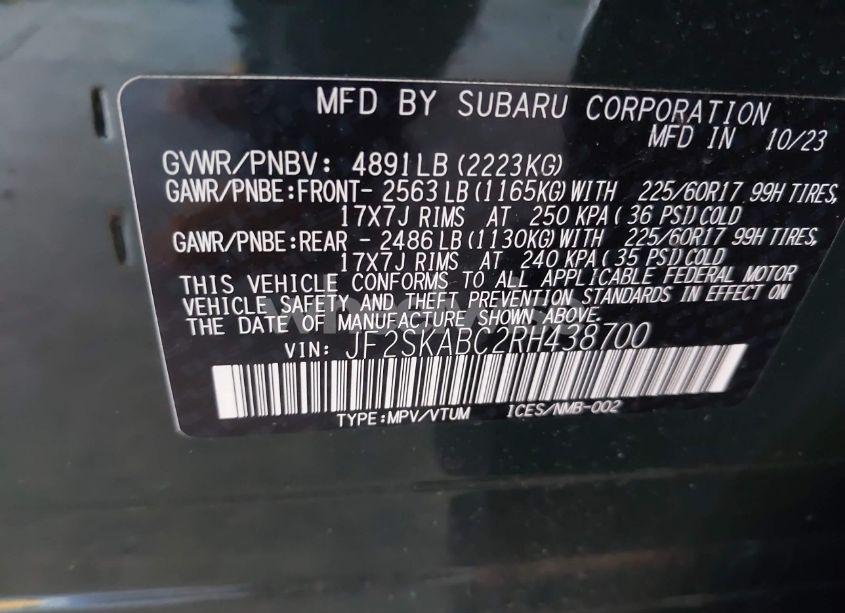 MFD BY SUBARU CORPORATION
MFD IN 10/23
GVWR/PNBV: 4891LB (2223KG)
GAWR/PNBE:FRONT- 2563 LB (1165KG) WITH 225/60R17 99H TIRES,
17X7J RIMS AT 250 KPA ( 36 PSI) COLD
GAWR/PNBE:REAR - 2486 LB (1130KG) WITH 225/60R17 99H TIRES,
17X7J RIMS AT 240 KPA ( 35 PSI) COLD
THIS VEHICLE CONFORMS TO ALL APPLICABLE FEDERAL MOTOR
VEHICLE SAFETY AND THEFT PREVENTION STANDARDS IN EFFECT ON
THE DATE OF MANUFACTURE SHOWN ABOVE.
VIN: JF2SKABC2RH438700
TYPE:MPV/VTUM ICES/NMB-002